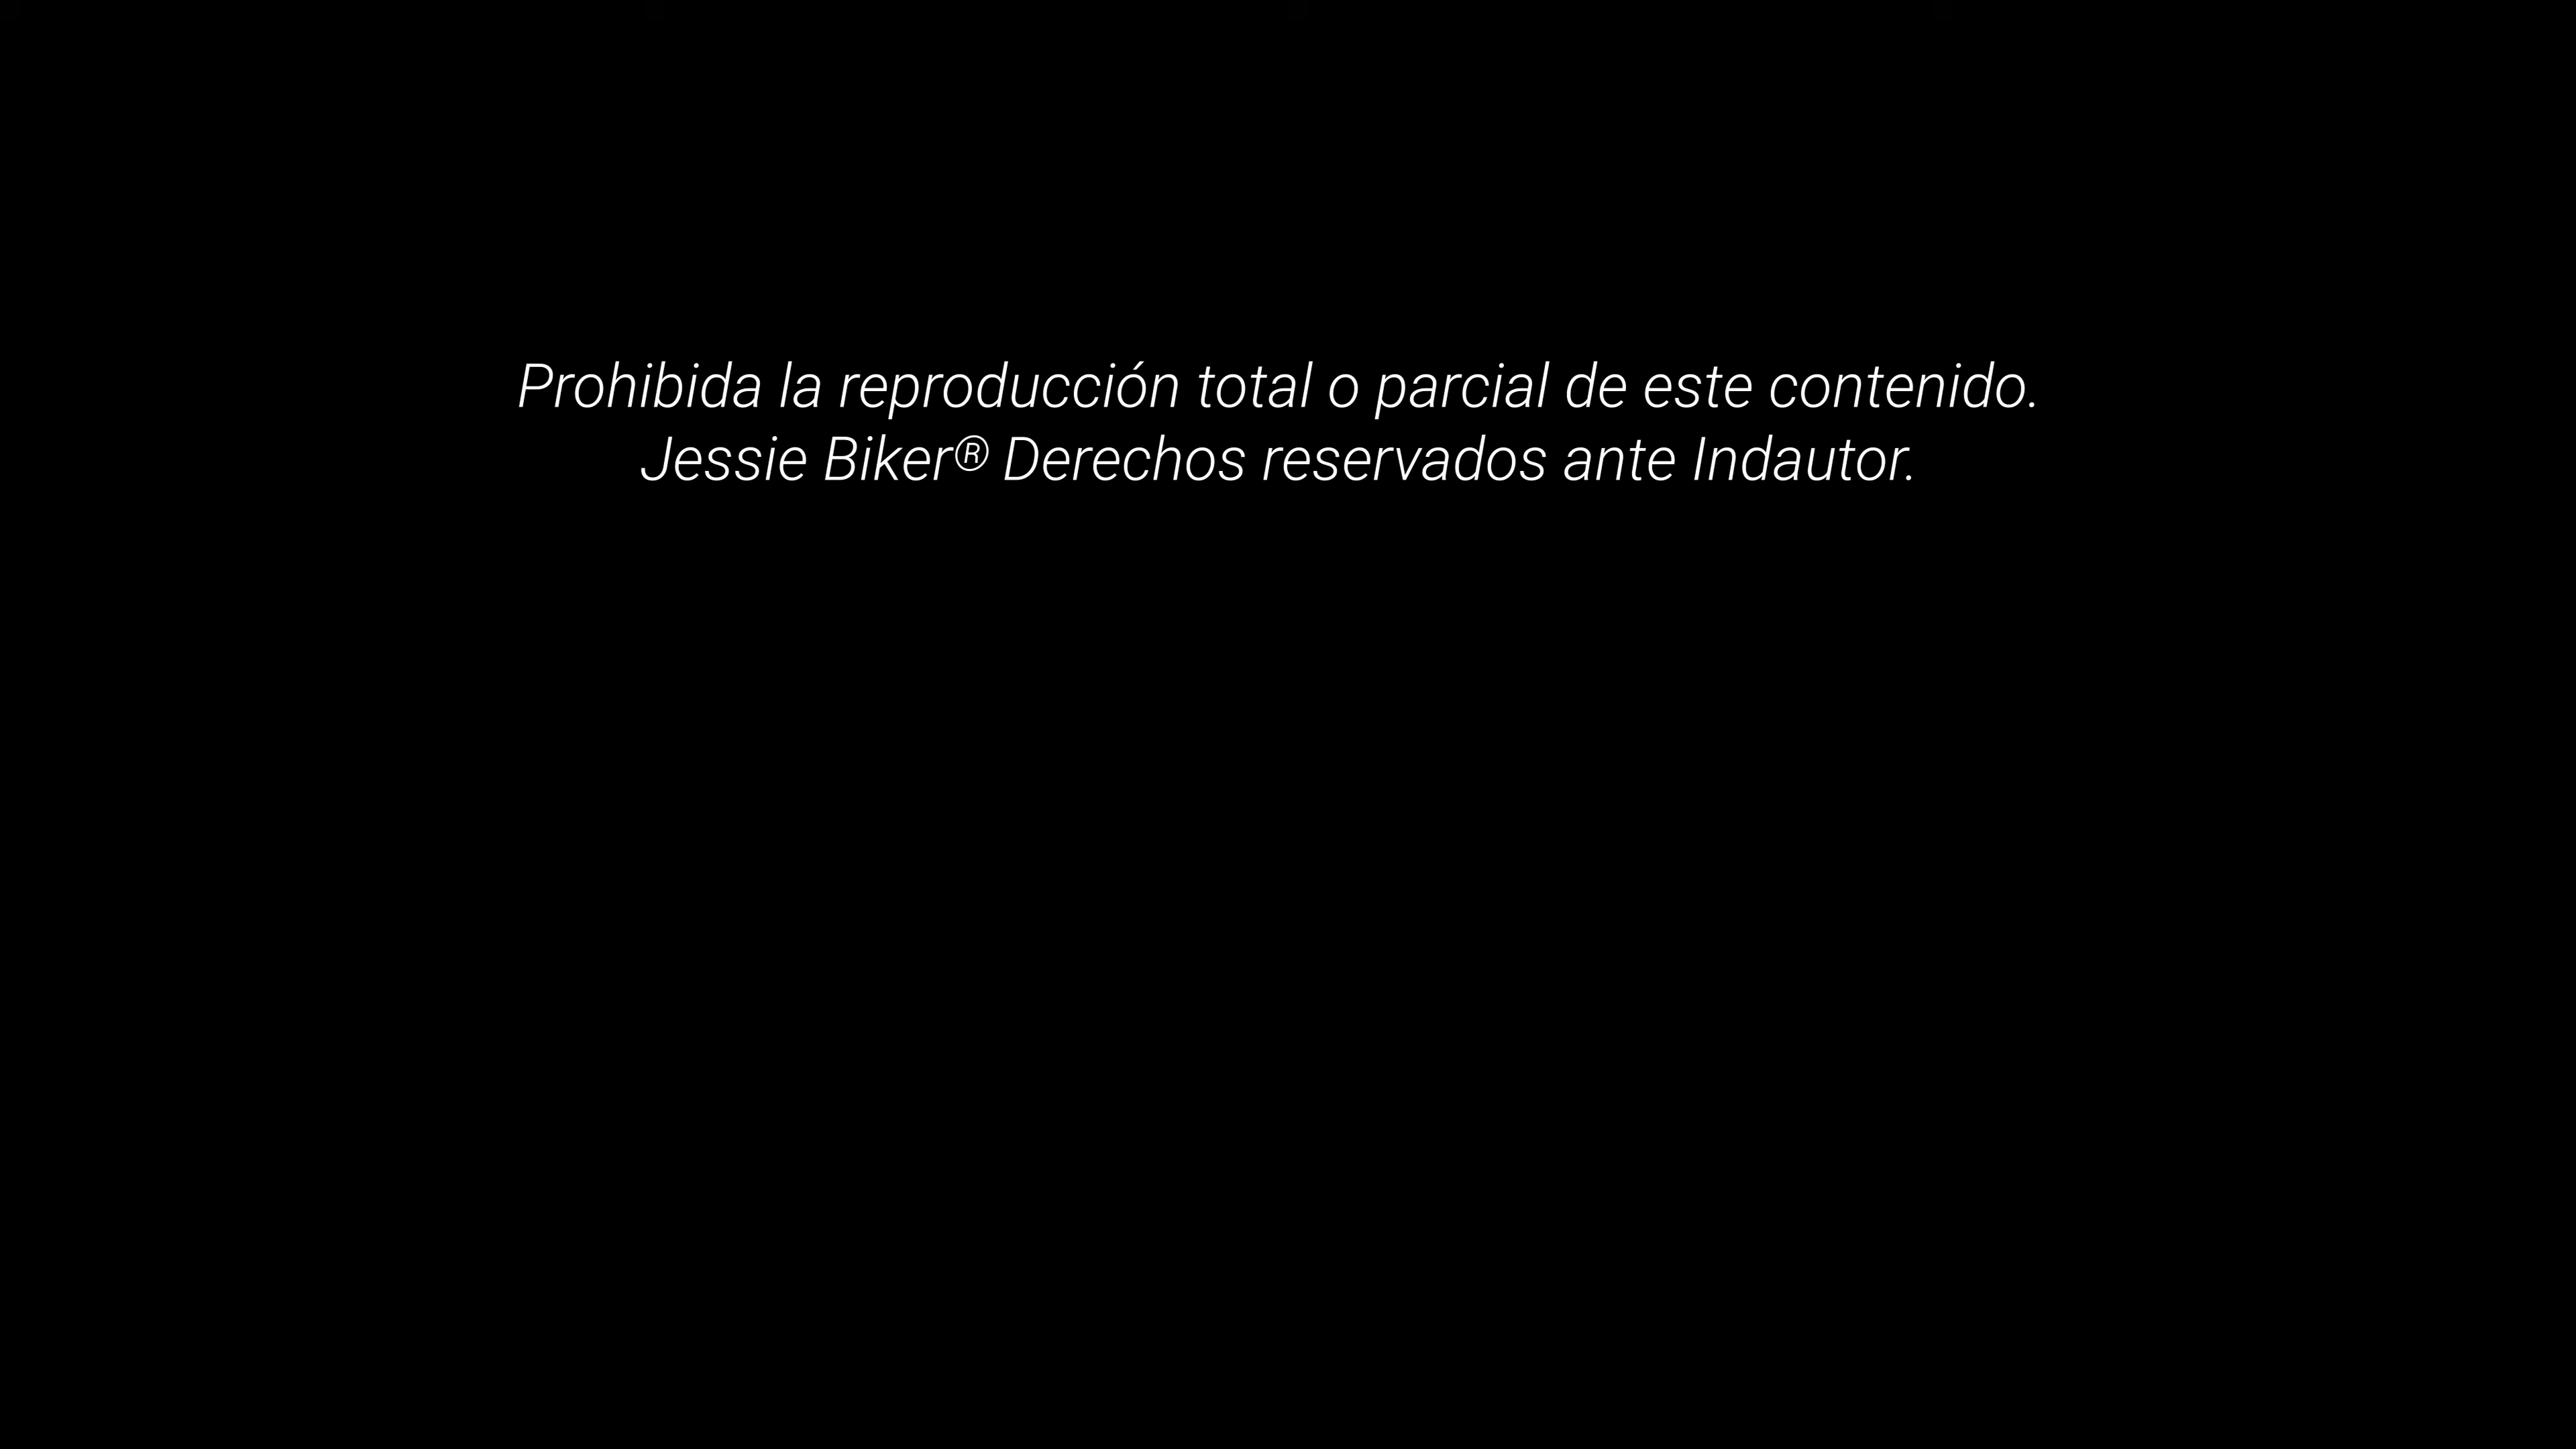 Prohibida la reproducción total o parcial de este contenido.
Jessie Biker® Derechos reservados ante Indautor.